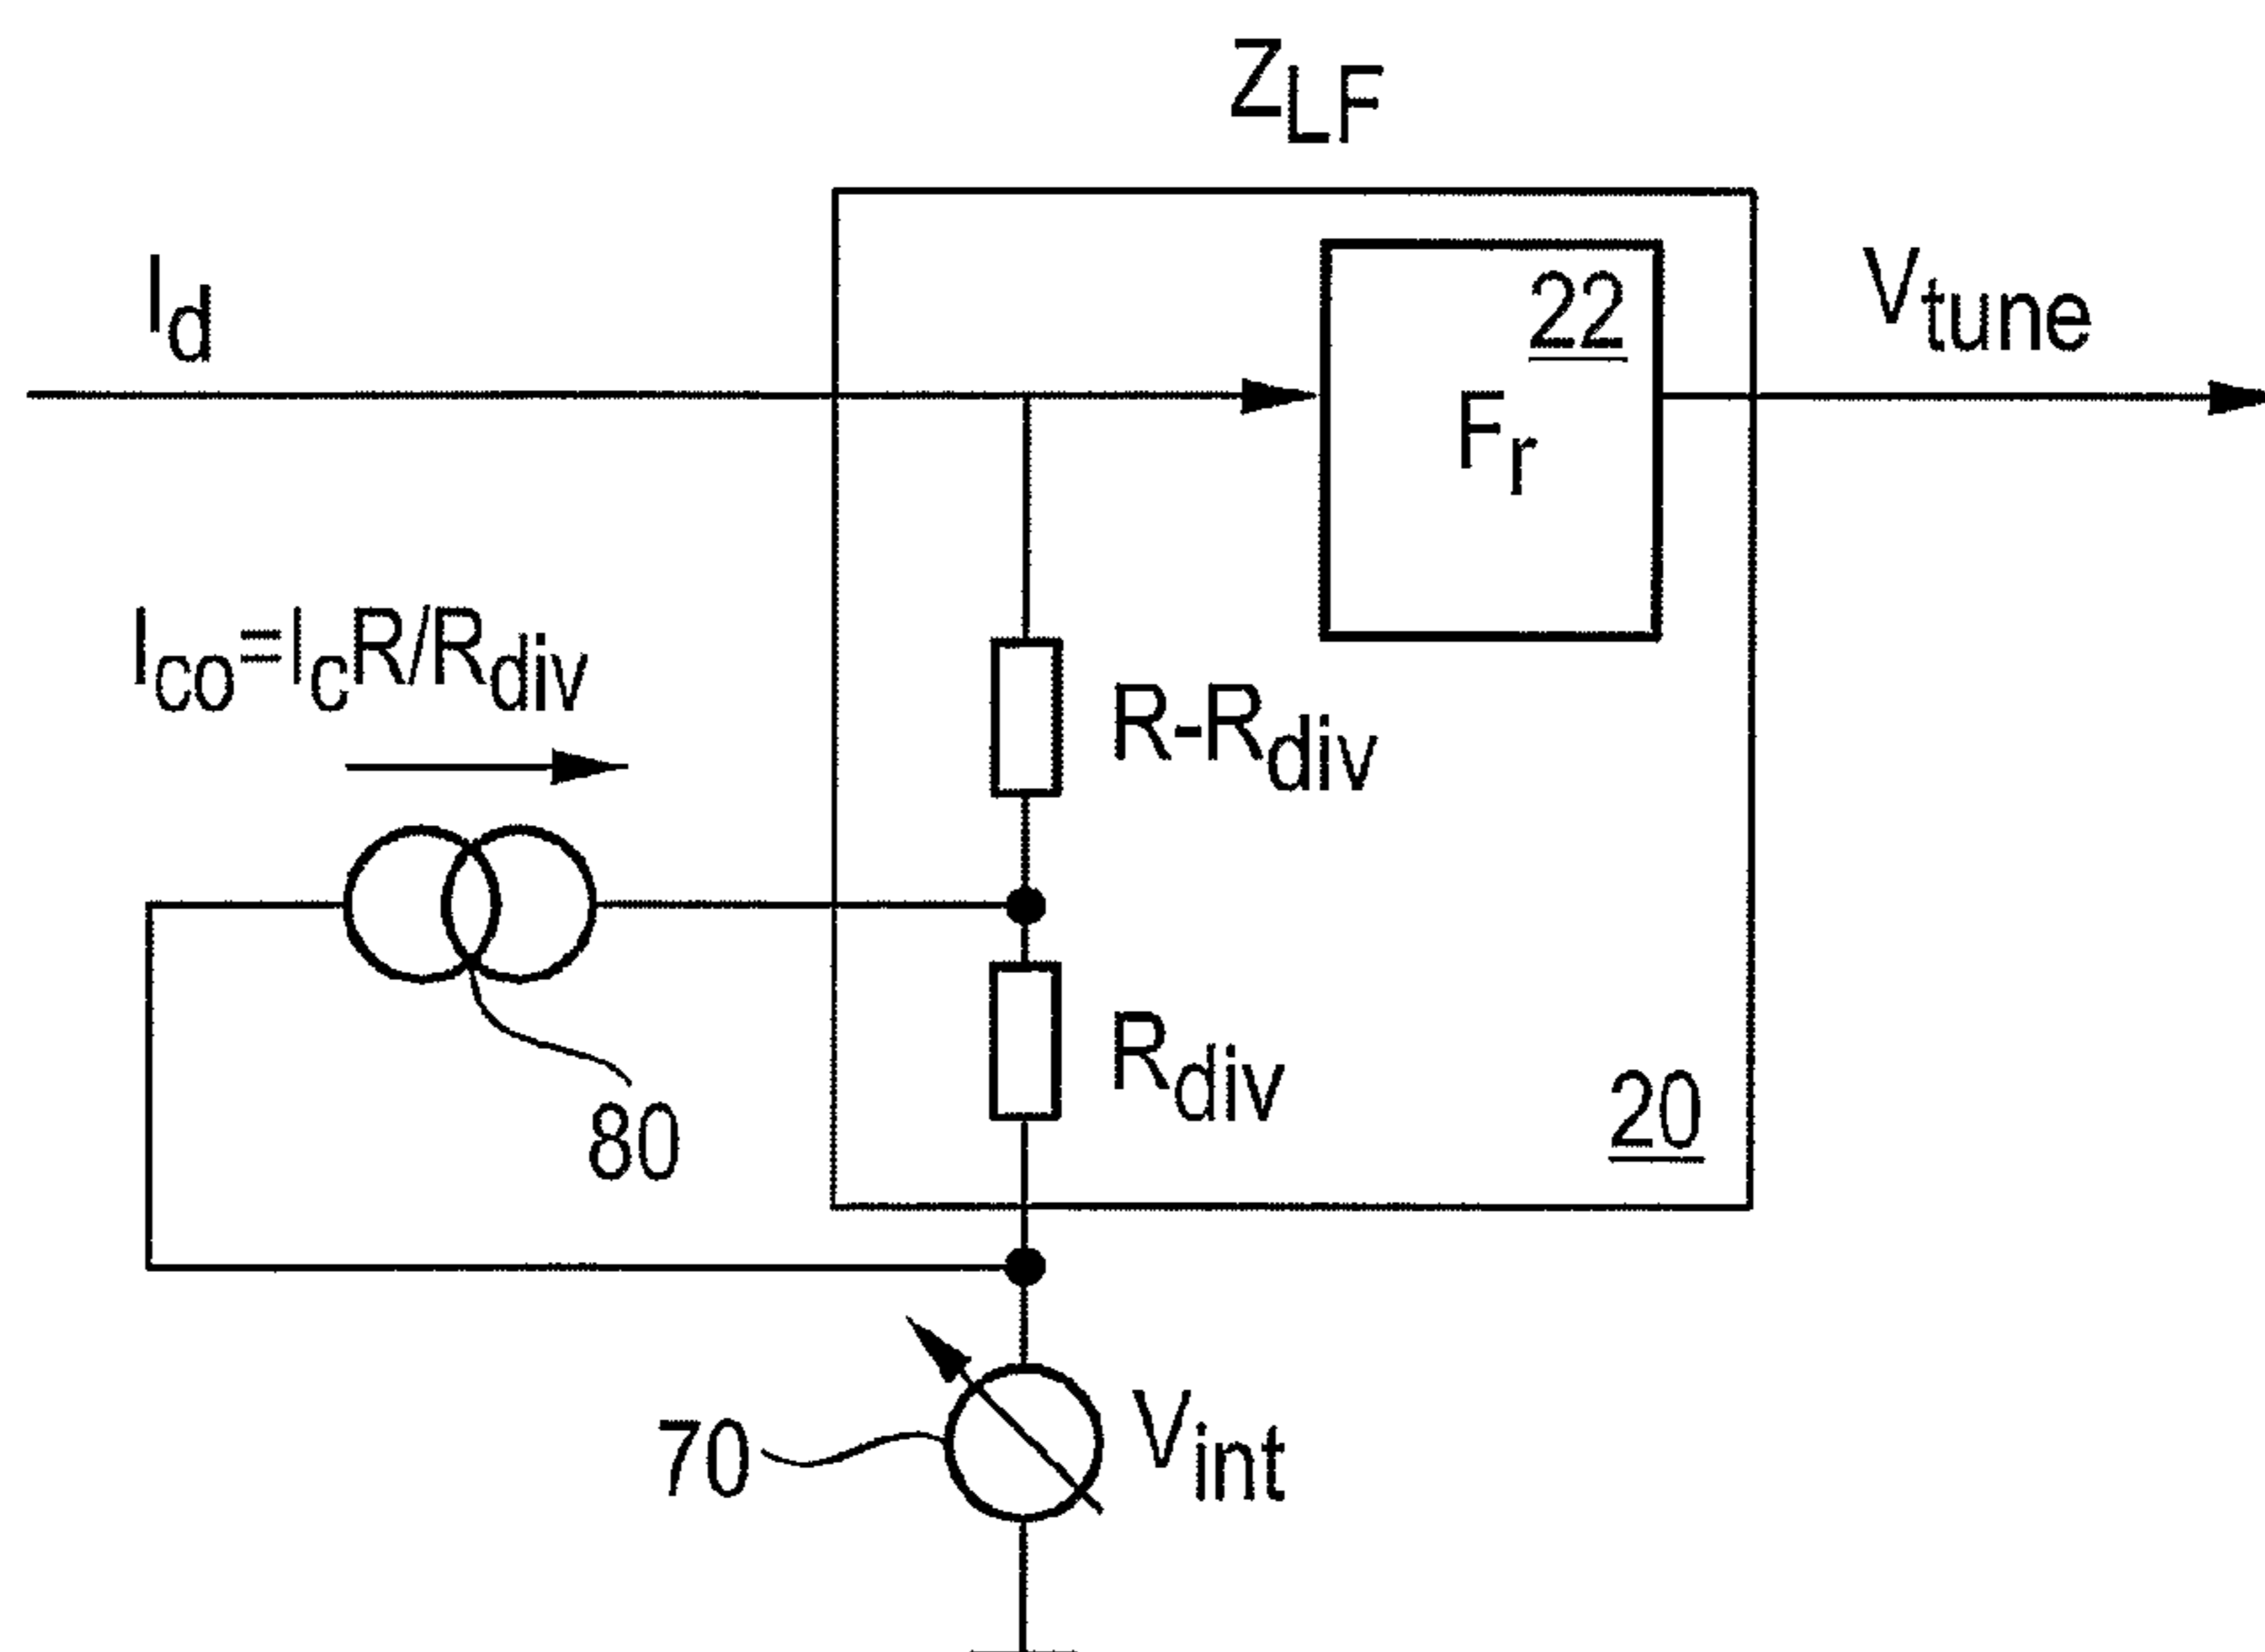 Z_LF
I_d
22
V_tune
F_r
I_co=I_cR/R_div
R-R_div
R_div
80
20
70
V_int